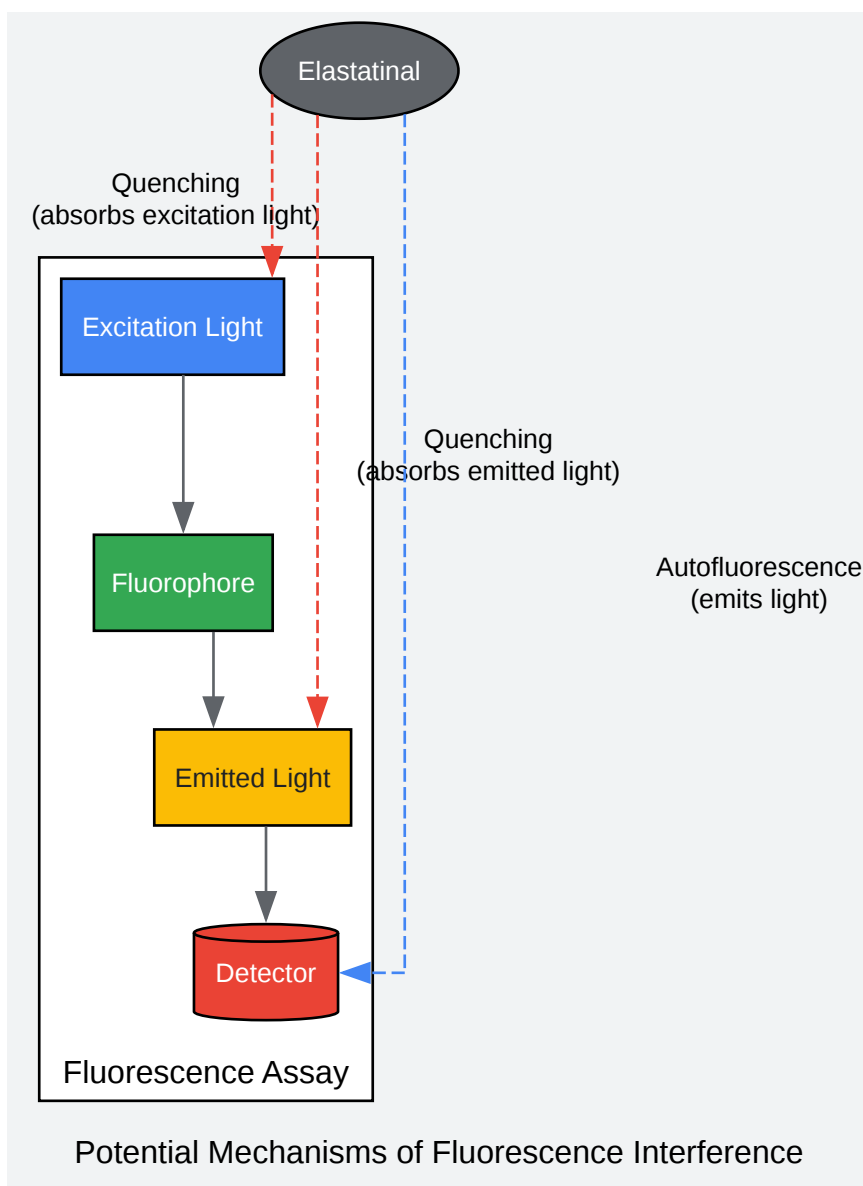 Elastatinal
Quenching
(absorbs excitation light)
Excitation Light
Quenching
(absorbs emitted light)
Autofluorescence
(emits light)
Fluorophore
Emitted Light
Detector
Fluorescence Assay
Potential Mechanisms of Fluorescence Interference